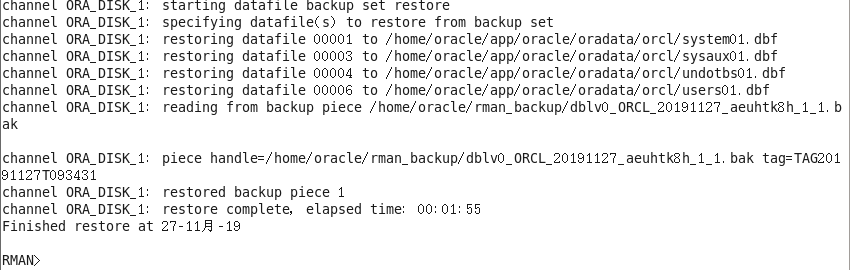 channel ORA_DISK_1: starting datafile backup set restore
channel ORA_DISK_1: specifying datafile(s) to restore from backup set
channel ORA_DISK_1: restoring datafile 00001 to /home/oracle/app/oracle/oradata/orcl/system01.dbf
channel ORA_DISK_1: restoring datafile 00003 to /home/oracle/app/oracle/oradata/orcl/sysaux01.dbf
channel ORA_DISK_1: restoring datafile 00004 to /home/oracle/app/oracle/oradata/orcl/undotbs01.dbf
channel ORA_DISK_1: restoring datafile 00006 to /home/oracle/app/oracle/oradata/orcl/users01.dbf
channel ORA_DISK_1: reading from backup piece /home/oracle/rman_backup/dblv0_ORCL_20191127_aeuhtk8h_1_1.b
ak
channel ORA_DISK_1: piece handle=/home/oracle/rman_backup/dblv0_ORCL_20191127_aeuhtk8h_1_1.bak tag=TAG201
91127T093431
channel ORA_DISK_1: restored backup piece 1
channel ORA_DISK_1: restore complete, elapsed time: 00:01:55
Finished restore at 27-11月-19
RMAN>